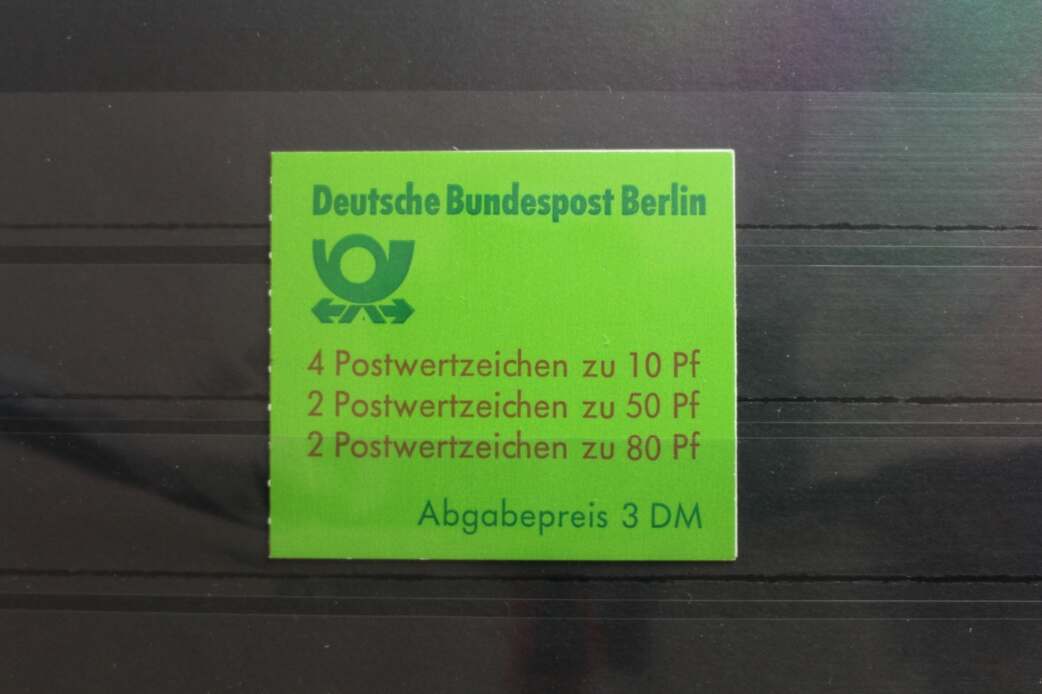 Deutsche Bundespost Berlin
4 Postwertzeichen zu 10 Pf
2 Postwertzeichen zu 50 Pf
2 Postwertzeichen zu 80 Pf
Abgabepreis 3 DM